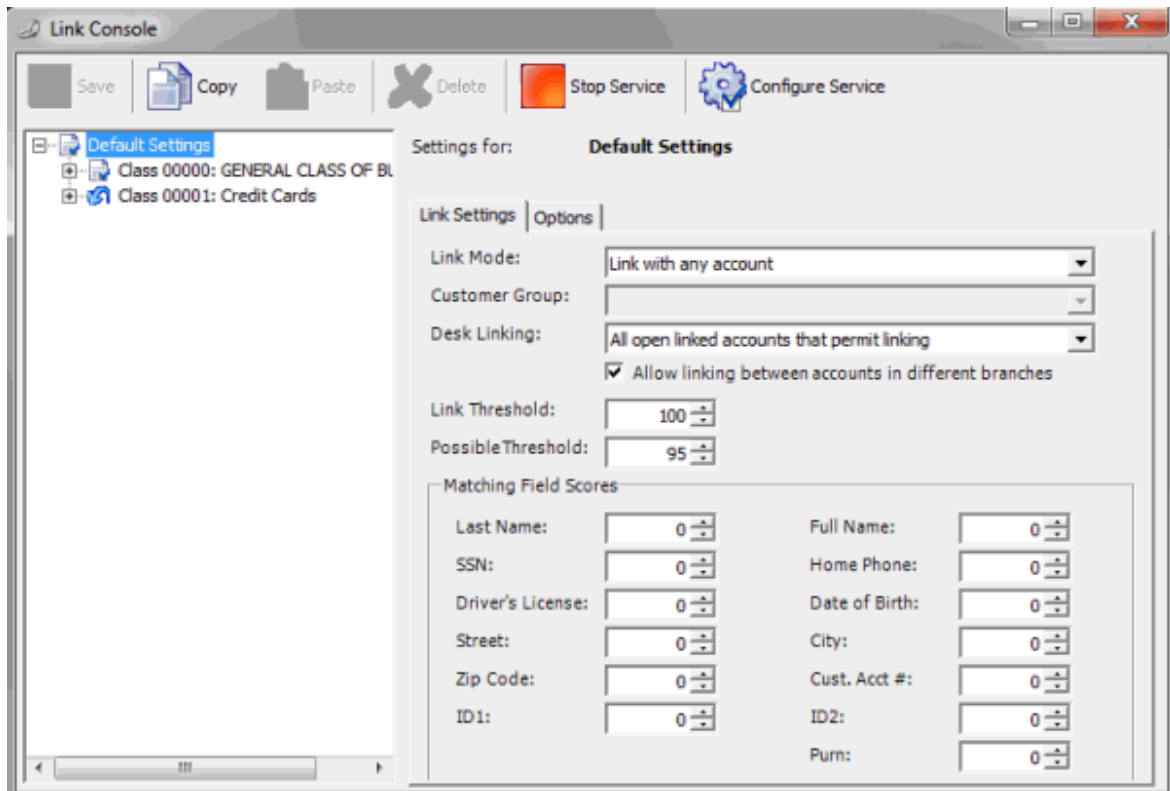 Link Console
Save Copy Paste Delete Stop Service Configure Service
Default Settings
Class 00000: GENERAL CLASS OF BU
Class 00001: Credit Cards
Settings for: Default Settings
Link Settings Options
Link Mode: Link with any account
Customer Group:
Desk Linking: All open linked accounts that permit linking
Allow linking between accounts in different branches
Link Threshold: 100
PossibleThreshold: 95
Matching Field Scores
Last Name: 0 Full Name: 0
SSN: 0 Home Phone: 0
Driver's License: 0 Date of Birth: 0
Street: 0 City: 0
Zip Code: 0 Cust. Acct #: 0
ID1: 0 ID2: 0
Purn: 0